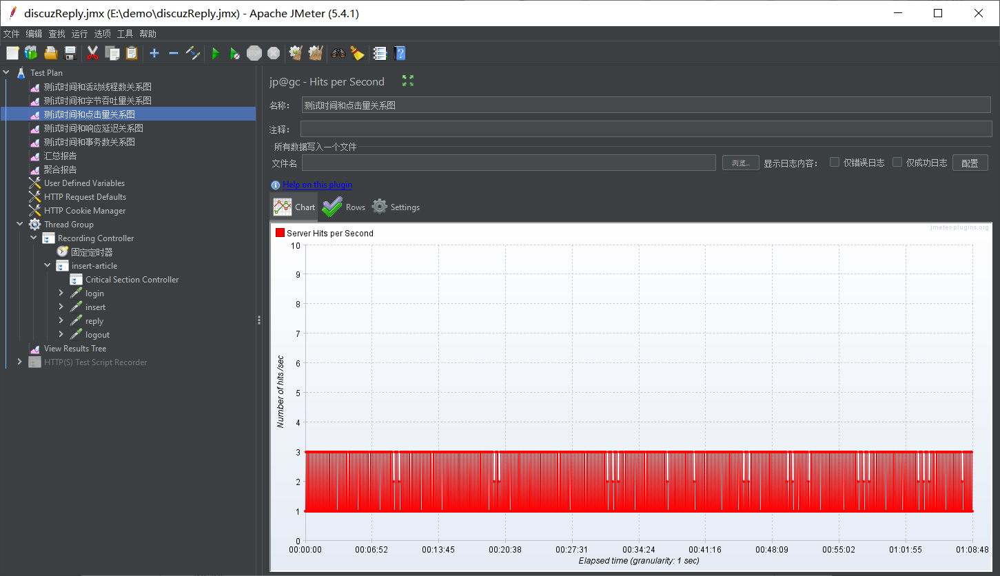 discuzReply.jmx (E:\demo\discuzReply.jmx) - Apache JMeter (5.4.1)
文件 编辑 查找 运行 选项 工具 帮助
STOP
Test Plan
测试时间和活动线程数关系图
测试时间和字节吞吐量关系图
测试时间和点击量关系图
测试时间和响应延迟关系图
测试时间和事务数关系图
汇总报告
聚合报告
User Defined Variables
HTTP Request Defaults
HTTP Cookie Manager
Thread Group
Recording Controller
固定定时器
insert-article
Critical Section Controller
login
insert
reply
logout
View Results Tree
HTTP(S) Test Script Recorder
jp@gc - Hits per Second
名称： 测试时间和点击量关系图
注释：
所有数据写入一个文件
文件名 浏览... 显示日志内容： 仅错误日志 仅成功日志 配置
Help on this plugin
Chart Rows Settings
jmeter-plugins.org
Server Hits per Second
10
9
8
7
6
5
4
3
2
1
0
Number of hits /sec
00:00:00 00:06:52 00:13:45 00:20:38 00:27:31 00:34:24 00:41:16 00:48:09 00:55:02 01:01:55 01:08:48
Elapsed time (granularity: 1 sec)